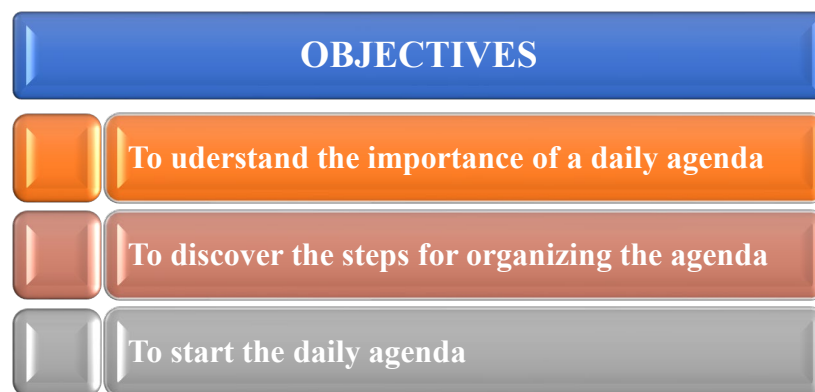 OBJECTIVES
To uderstand the importance of a daily agenda
To discover the steps for organizing the agenda
To start the daily agenda